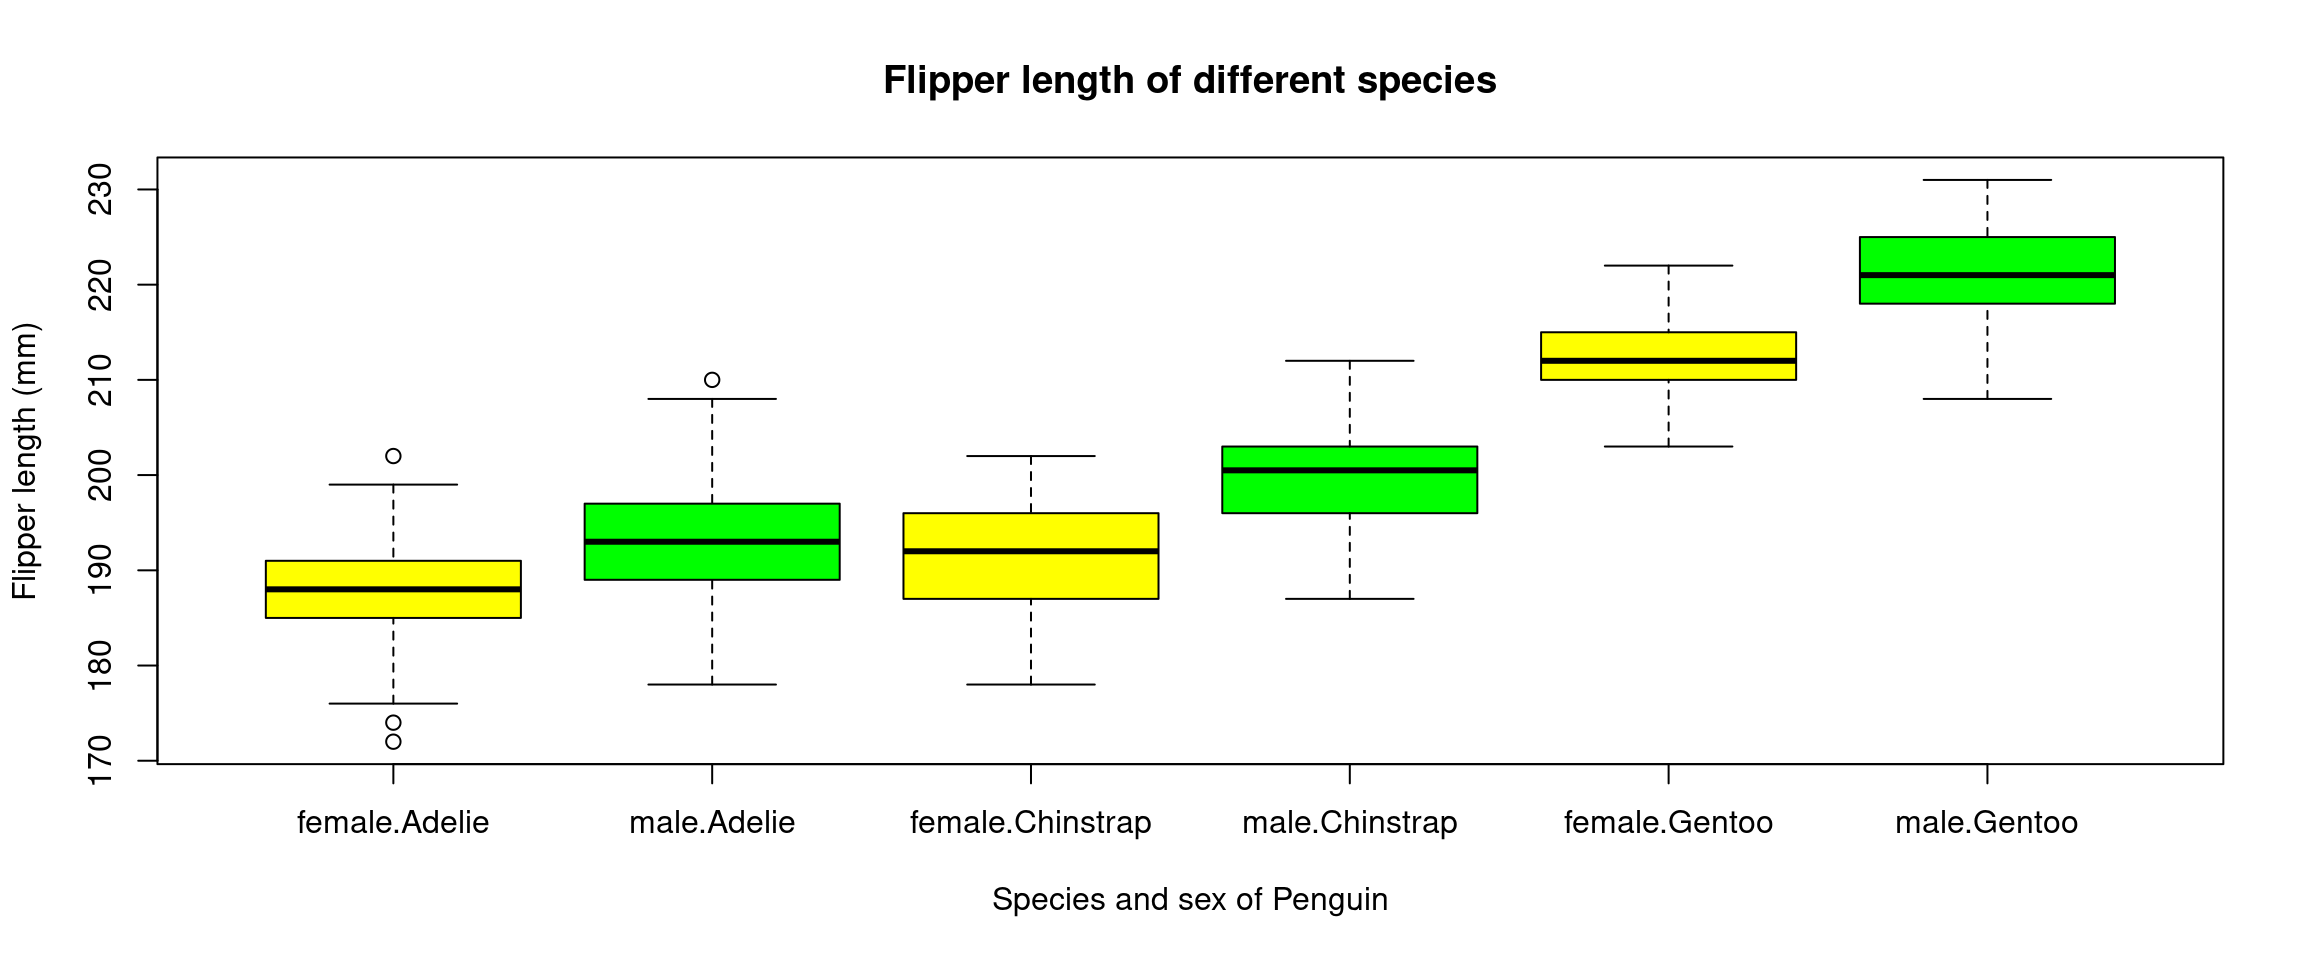 Flipper length of different species
Flipper length (mm)
230
220
210
200
190
180
170
female.Adelie male.Adelie female.Chinstrap male.Chinstrap female.Gentoo male.Gentoo
Species and sex of Penguin